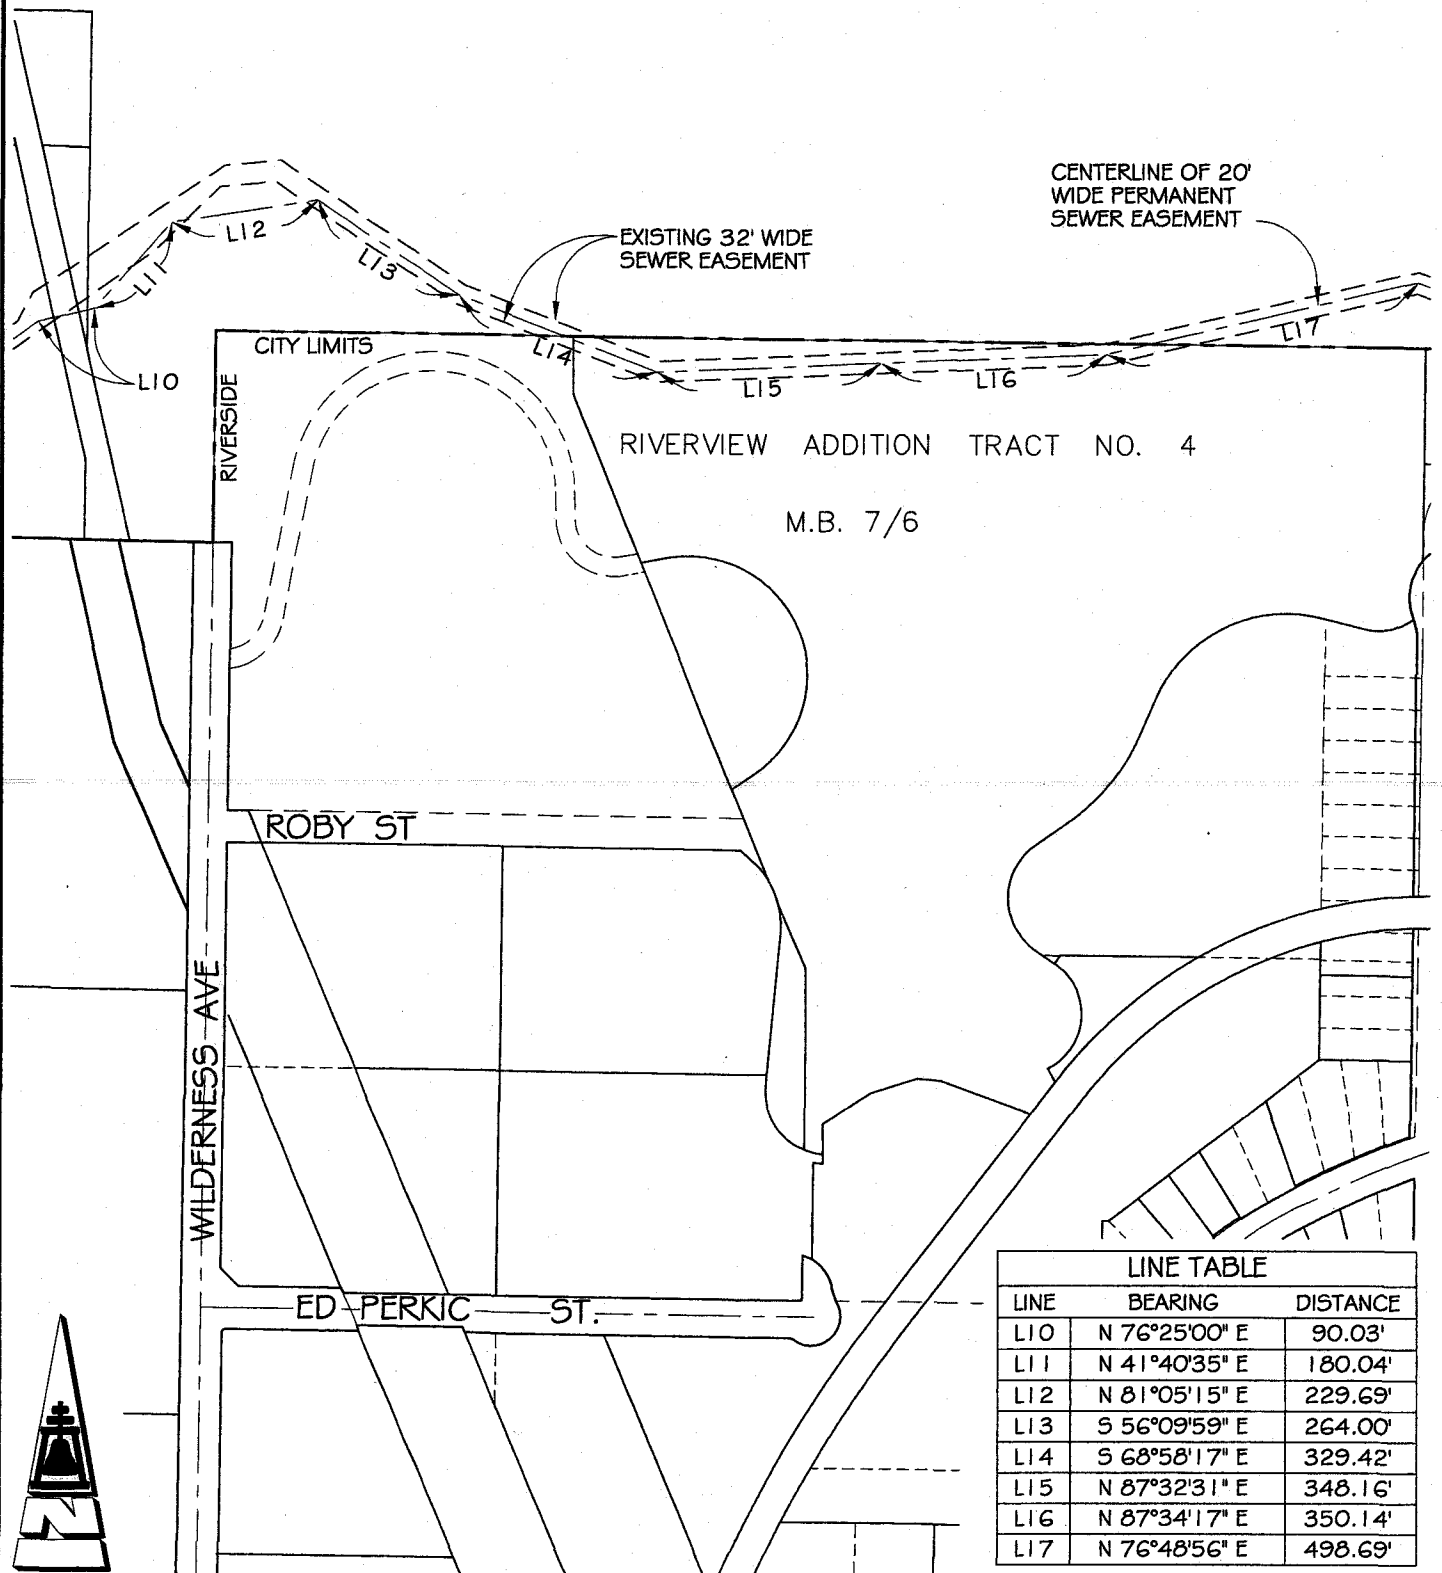 CENTERLINE OF 20'
WIDE PERMANENT
SEWER EASEMENT
EXISTING 32' WIDE
SEWER EASEMENT
L12
L13
L11
L10
L14
L15
L16
L17
CITY LIMITS
RIVERSIDE
RIVERVIEW ADDITION TRACT NO. 4
M.B. 7/6
ROBY ST
WILDERNESS AVE
ED PERKIC ST.
N
LINE TABLE
LINE BEARING DISTANCE
L10 N 76°25'00" E 90.03'
L11 N 41°40'35" E 180.04'
L12 N 81°05'15" E 229.69'
L13 S 56°09'59" E 264.00'
L14 S 68°58'17" E 329.42'
L15 N 87°32'31" E 348.16'
L16 N 87°34'17" E 350.14'
L17 N 76°48'56" E 498.69'